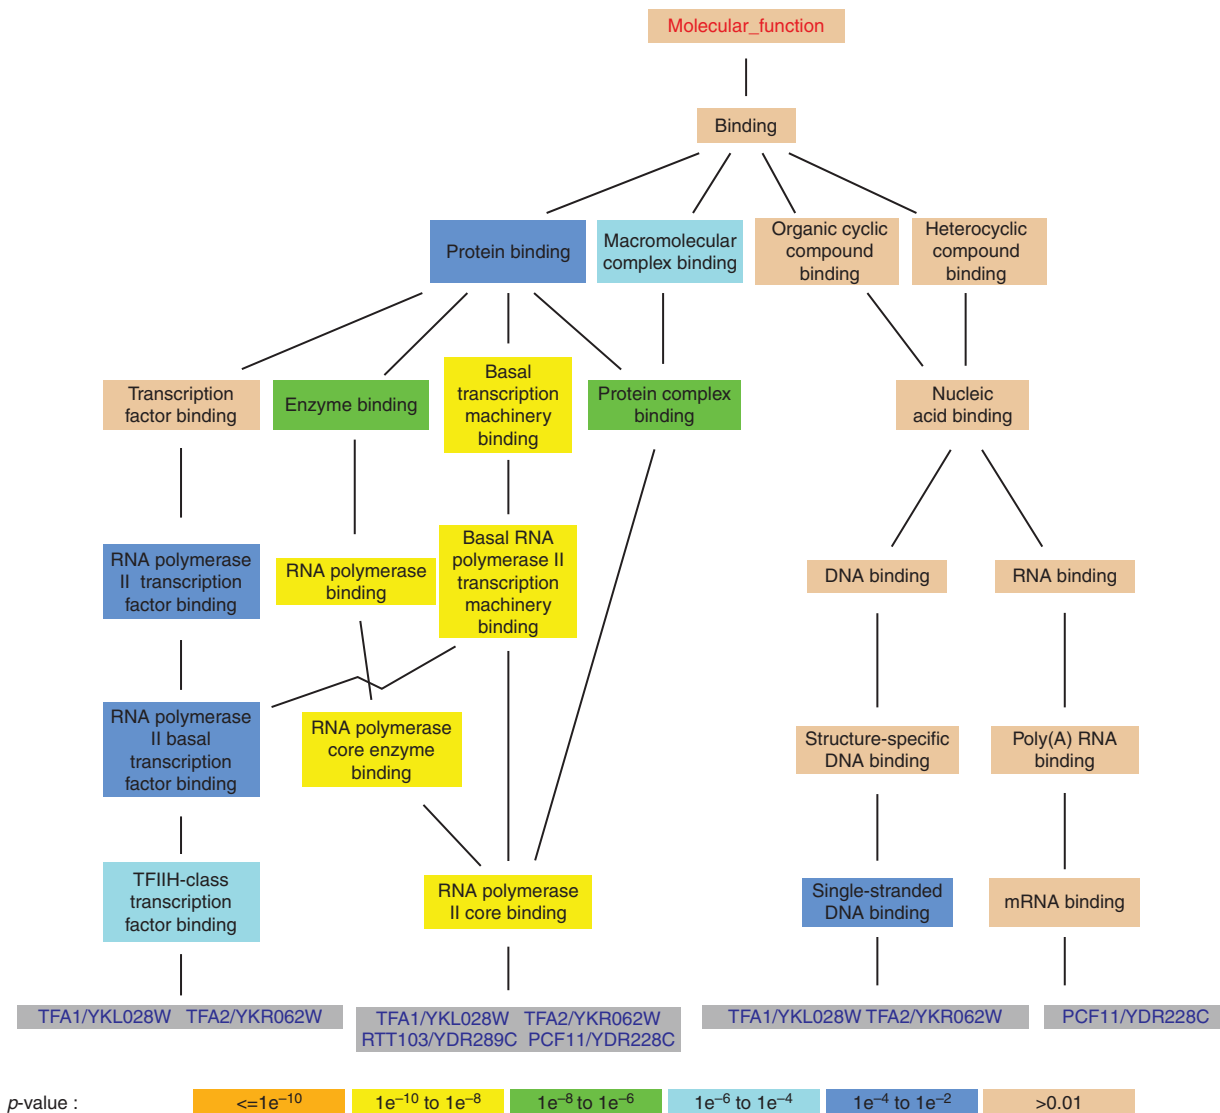 Molecular_function
Binding
Protein binding
Macromolecular
complex binding
Organic cyclic
compound
binding
Heterocyclic
compound
binding
Transcription
factor binding
Enzyme binding
Basal
transcription
machinery
binding
Protein complex
binding
Nucleic
acid binding
RNA polymerase
II transcription
factor binding
RNA polymerase
binding
Basal RNA
polymerase II
transcription
machinery
binding
DNA binding
RNA binding
RNA polymerase
II basal
transcription
factor binding
RNA polymerase
core enzyme
binding
Structure-specific
DNA binding
Poly(A) RNA
binding
TFIIH-class
transcription
factor binding
RNA polymerase
II core binding
Single-stranded
DNA binding
mRNA binding
TFA1/YKL028W TFA2/YKR062W
TFA1/YKL028W TFA2/YKR062W
RTT103/YDR289C PCF11/YDR228C
TFA1/YKL028W TFA2/YKR062W
PCF11/YDR228C
p-value : <=1e⁻¹⁰ 1e⁻¹⁰ to 1e⁻⁸ 1e⁻⁸ to 1e⁻⁶ 1e⁻⁶ to 1e⁻⁴ 1e⁻⁴ to 1e⁻² >0.01